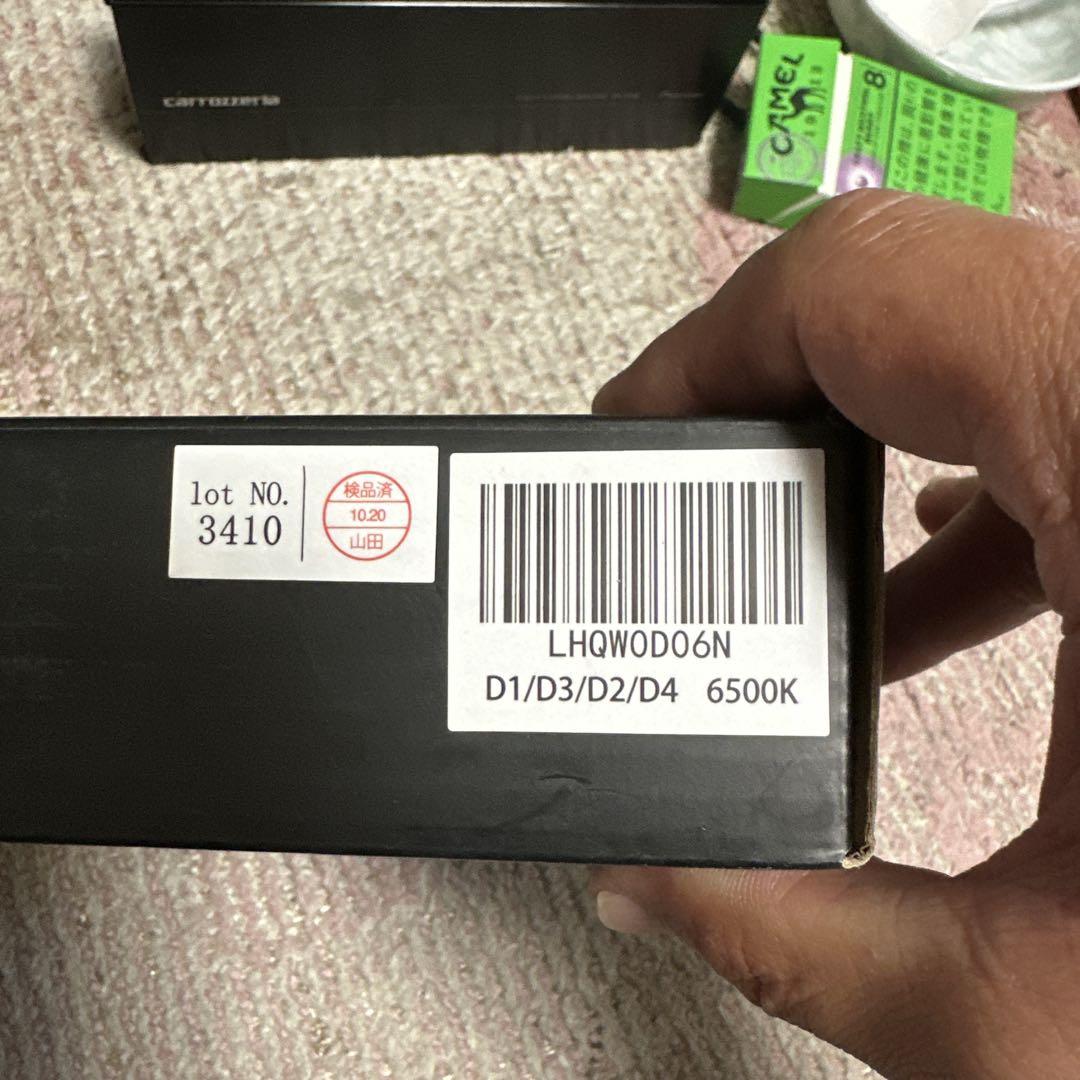 carrozzeria
CAMEL
8
lot NO.
3410
検品済
10.20
山田
LHQW0D06N
D1/D3/D2/D4 6500K